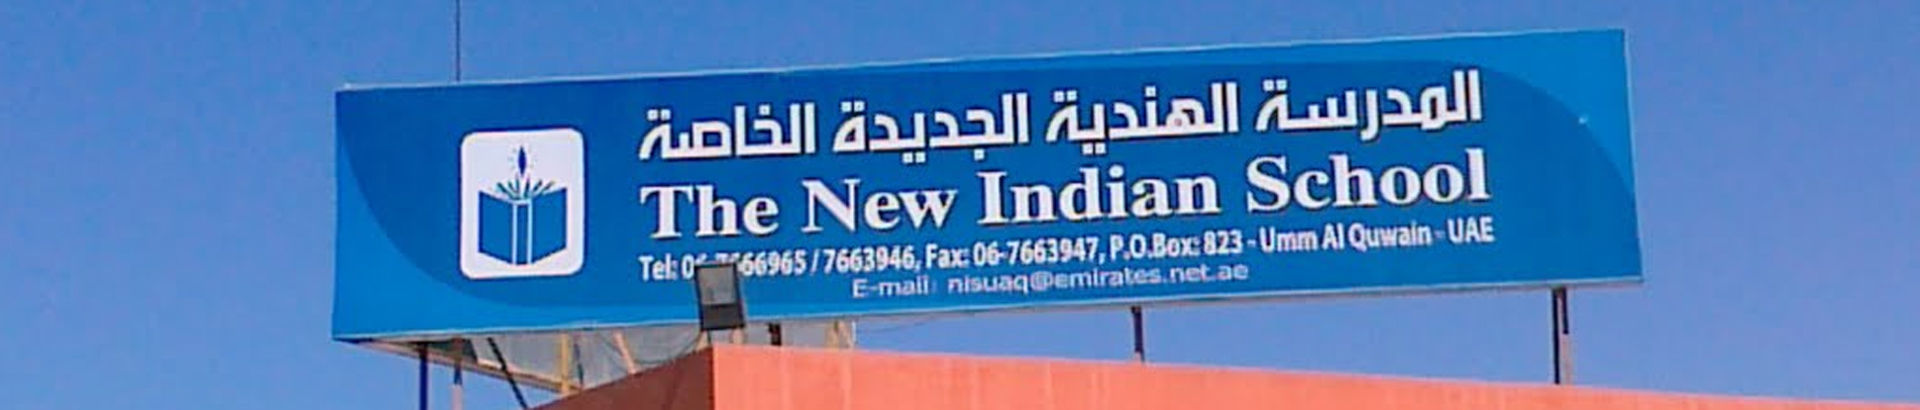 المدرسة الهندية الجديدة الخاصة
The New Indian School
Tel: / 7663946, Fax: 06-7663947, P.O.Box: 823 - Umm Al Quwain - UAE
E-mail: nisuaq@emirates.net.ae